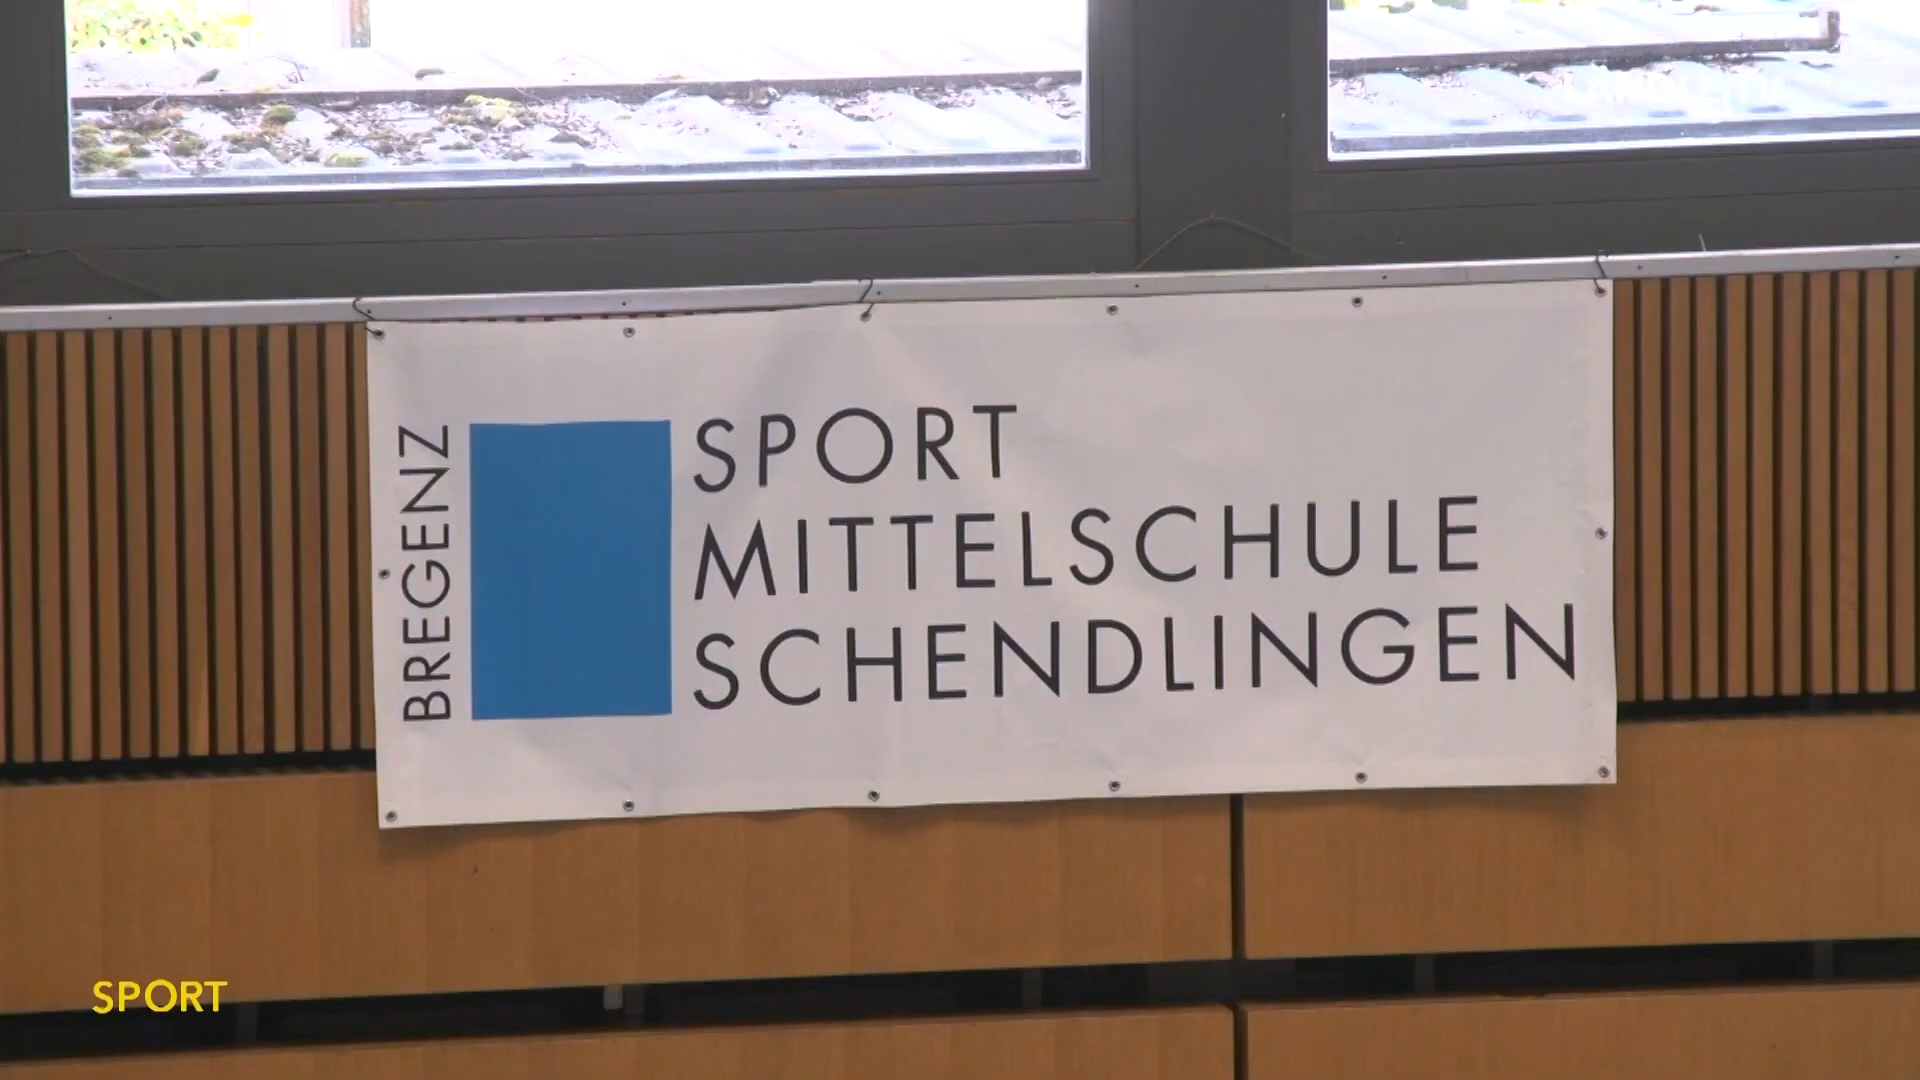 BREGENZ
SPORT
MITTELSCHULE
SCHENDLINGEN
SPORT